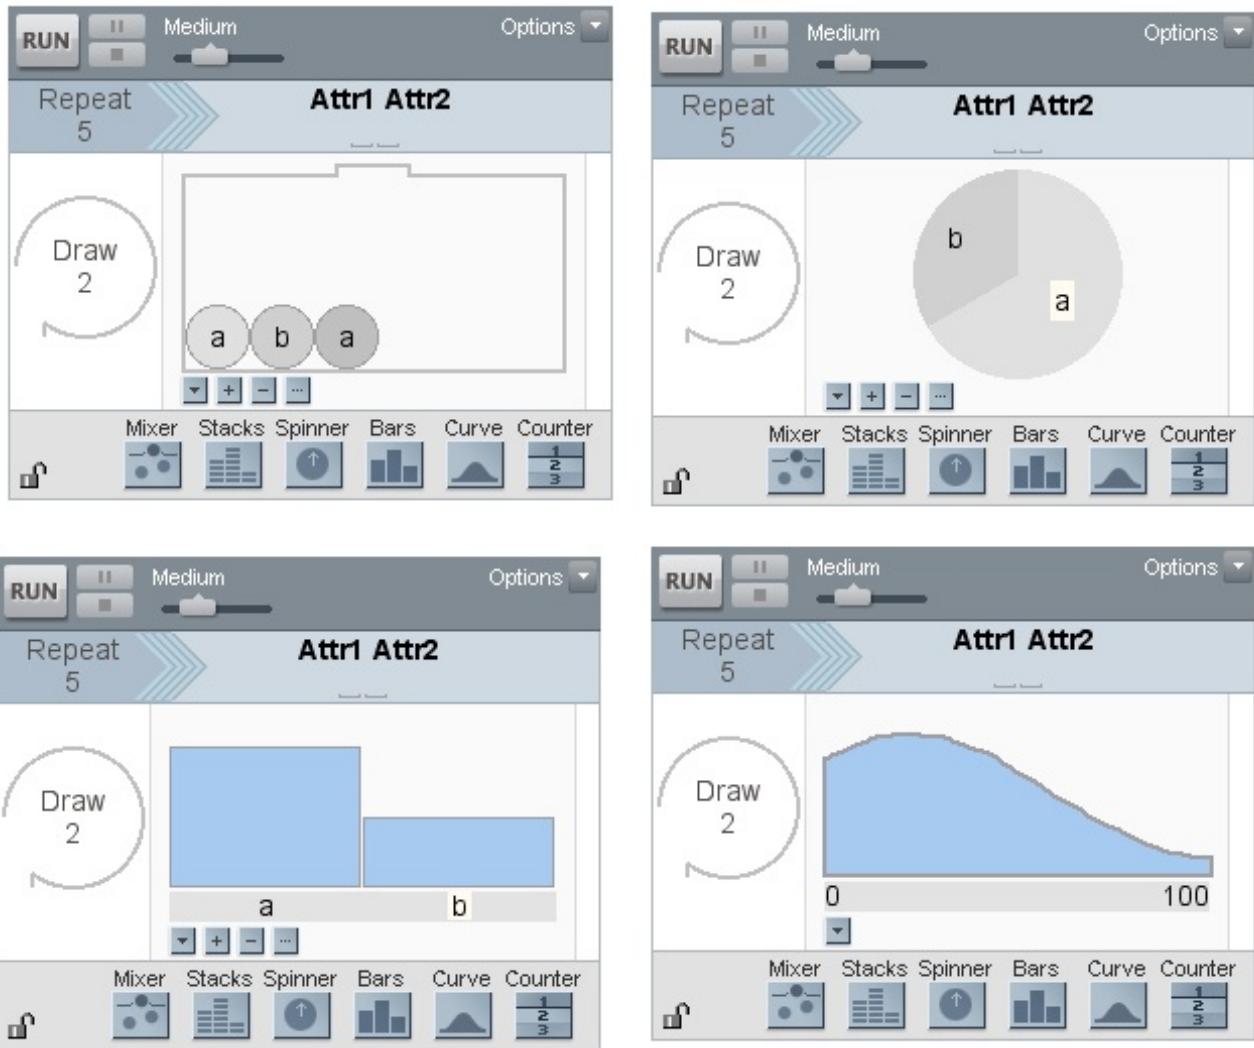 RUN Medium Options
Repeat
5
Attr1 Attr2
Draw
2
a b a
Mixer Stacks Spinner Bars Curve Counter
1
2
3
RUN Medium Options
Repeat
5
Attr1 Attr2
Draw
2
b
a
Mixer Stacks Spinner Bars Curve Counter
1
2
3
RUN Medium Options
Repeat
5
Attr1 Attr2
Draw
2
a b
Mixer Stacks Spinner Bars Curve Counter
1
2
3
RUN Medium Options
Repeat
5
Attr1 Attr2
Draw
2
0 100
Mixer Stacks Spinner Bars Curve Counter
1
2
3